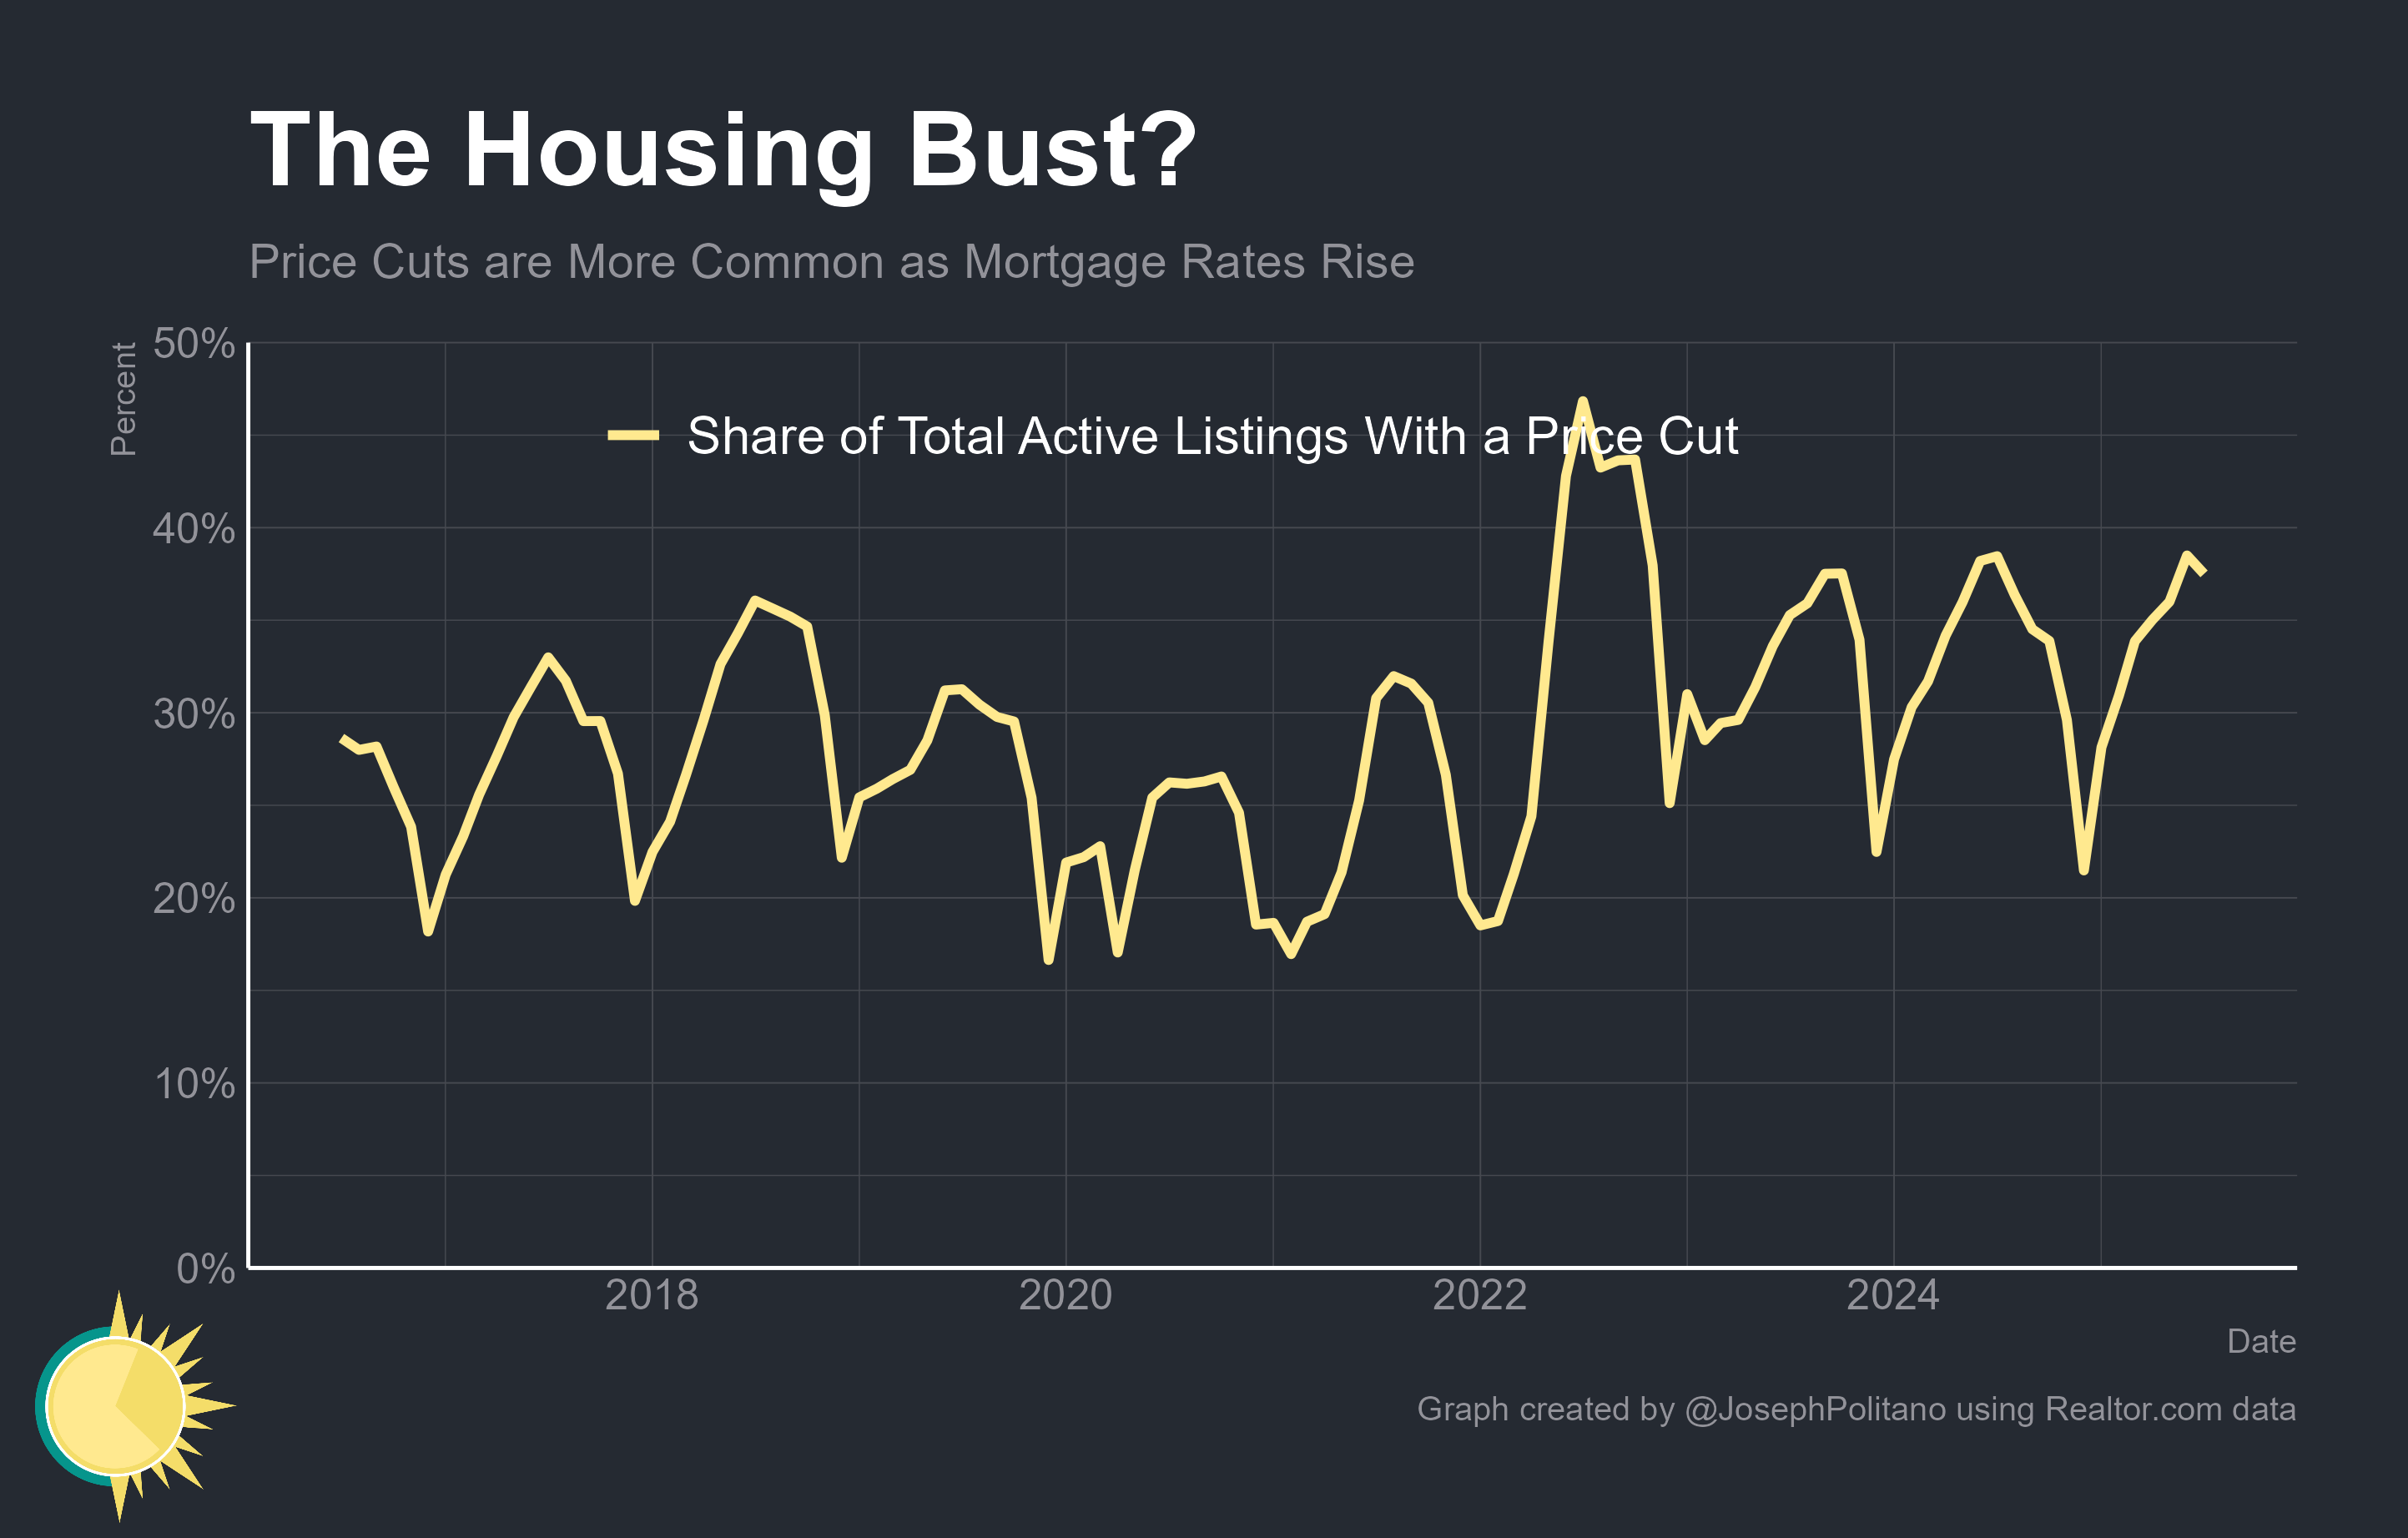 The Housing Bust?
Price Cuts are More Common as Mortgage Rates Rise
Percent
50%
40%
30%
20%
10%
0%
Share of Total Active Listings With a Price Cut
2018 2020 2022 2024
Date
Graph created by @JosephPolitano using Realtor.com data